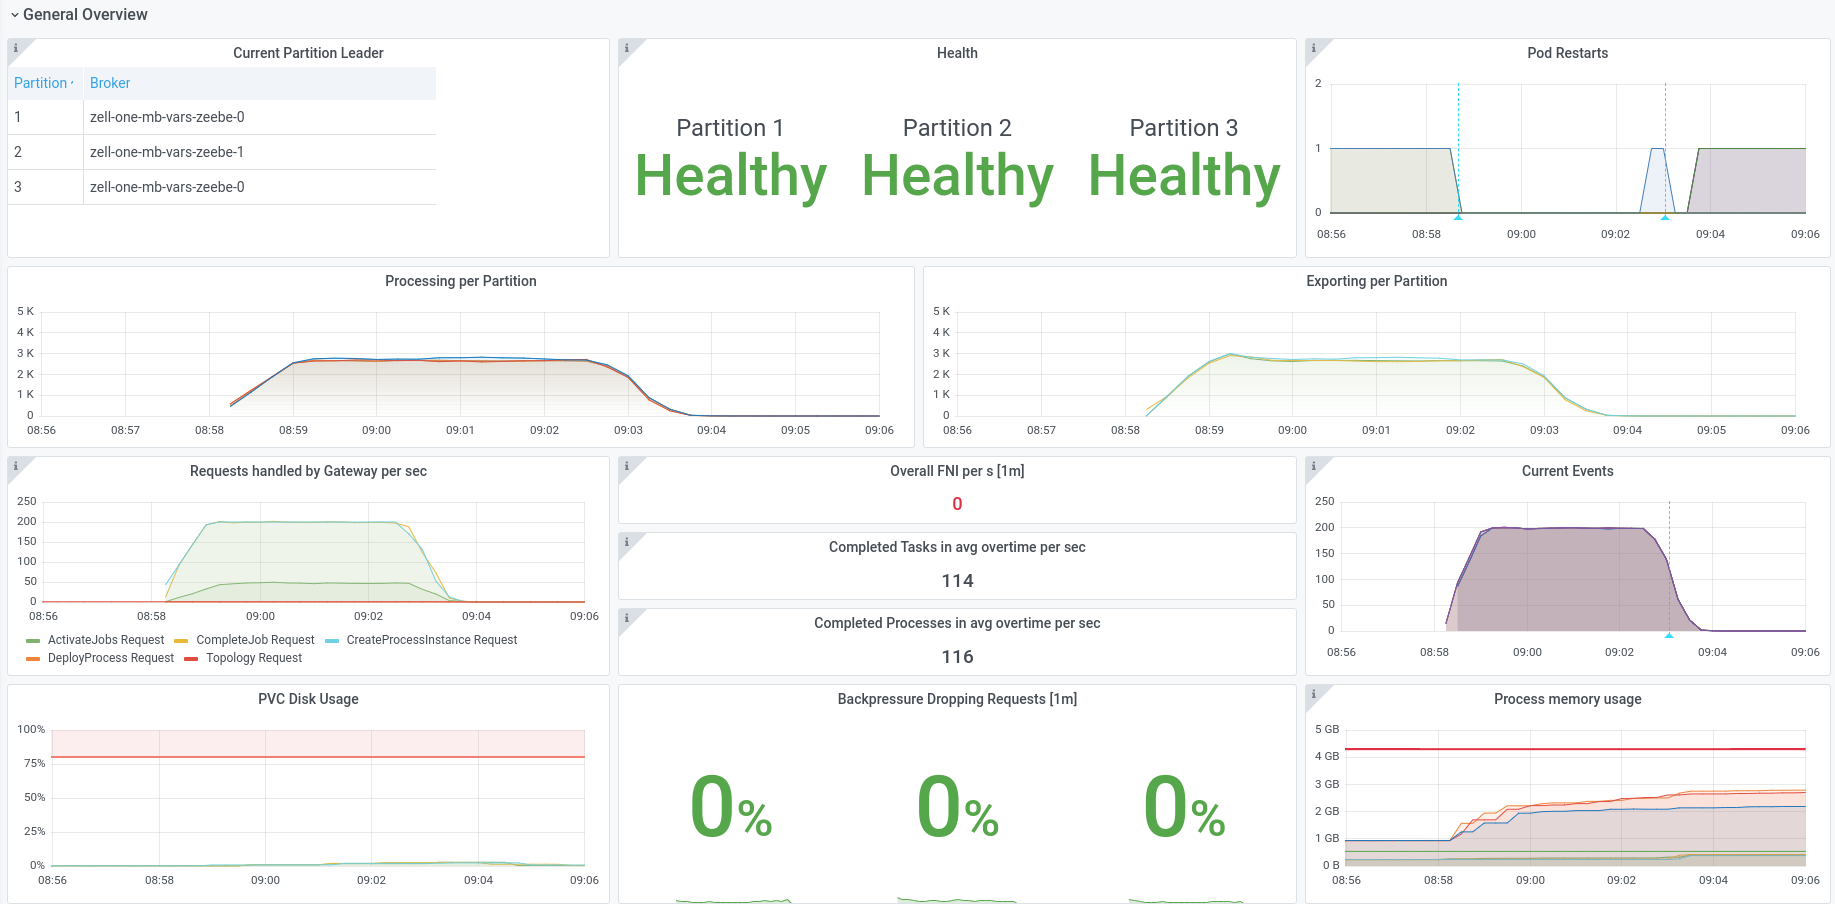 General Overview
Current Partition Leader
Partition
Broker
1
zell-one-mb-vars-zeebe-0
2
zell-one-mb-vars-zeebe-1
3
zell-one-mb-vars-zeebe-0
Health
Partition 1
Partition 2
Partition 3
Healthy
Healthy
Healthy
Pod Restarts
2
1
0
08:56 08:58 09:00 09:02 09:04 09:06
Processing per Partition
5 K
4 K
3 K
2 K
1 K
0
08:56 08:57 08:58 08:59 09:00 09:01 09:02 09:03 09:04 09:05 09:06
Exporting per Partition
5 K
4 K
3 K
2 K
1 K
0
08:56 08:57 08:58 08:59 09:00 09:01 09:02 09:03 09:04 09:05 09:06
Requests handled by Gateway per sec
250
200
150
100
50
0
08:56 08:58 09:00 09:02 09:04 09:06
ActivateJobs Request CompleteJob Request CreateProcessInstance Request
DeployProcess Request Topology Request
Overall FNI per s [1m]
0
Completed Tasks in avg overtime per sec
114
Completed Processes in avg overtime per sec
116
Current Events
250
200
150
100
50
0
08:56 08:58 09:00 09:02 09:04 09:06
PVC Disk Usage
100%
75%
50%
25%
0%
08:56 08:58 09:00 09:02 09:04 09:06
Backpressure Dropping Requests [1m]
0% 0% 0%
Process memory usage
5 GB
4 GB
3 GB
2 GB
1 GB
0 B
08:56 08:58 09:00 09:02 09:04 09:06